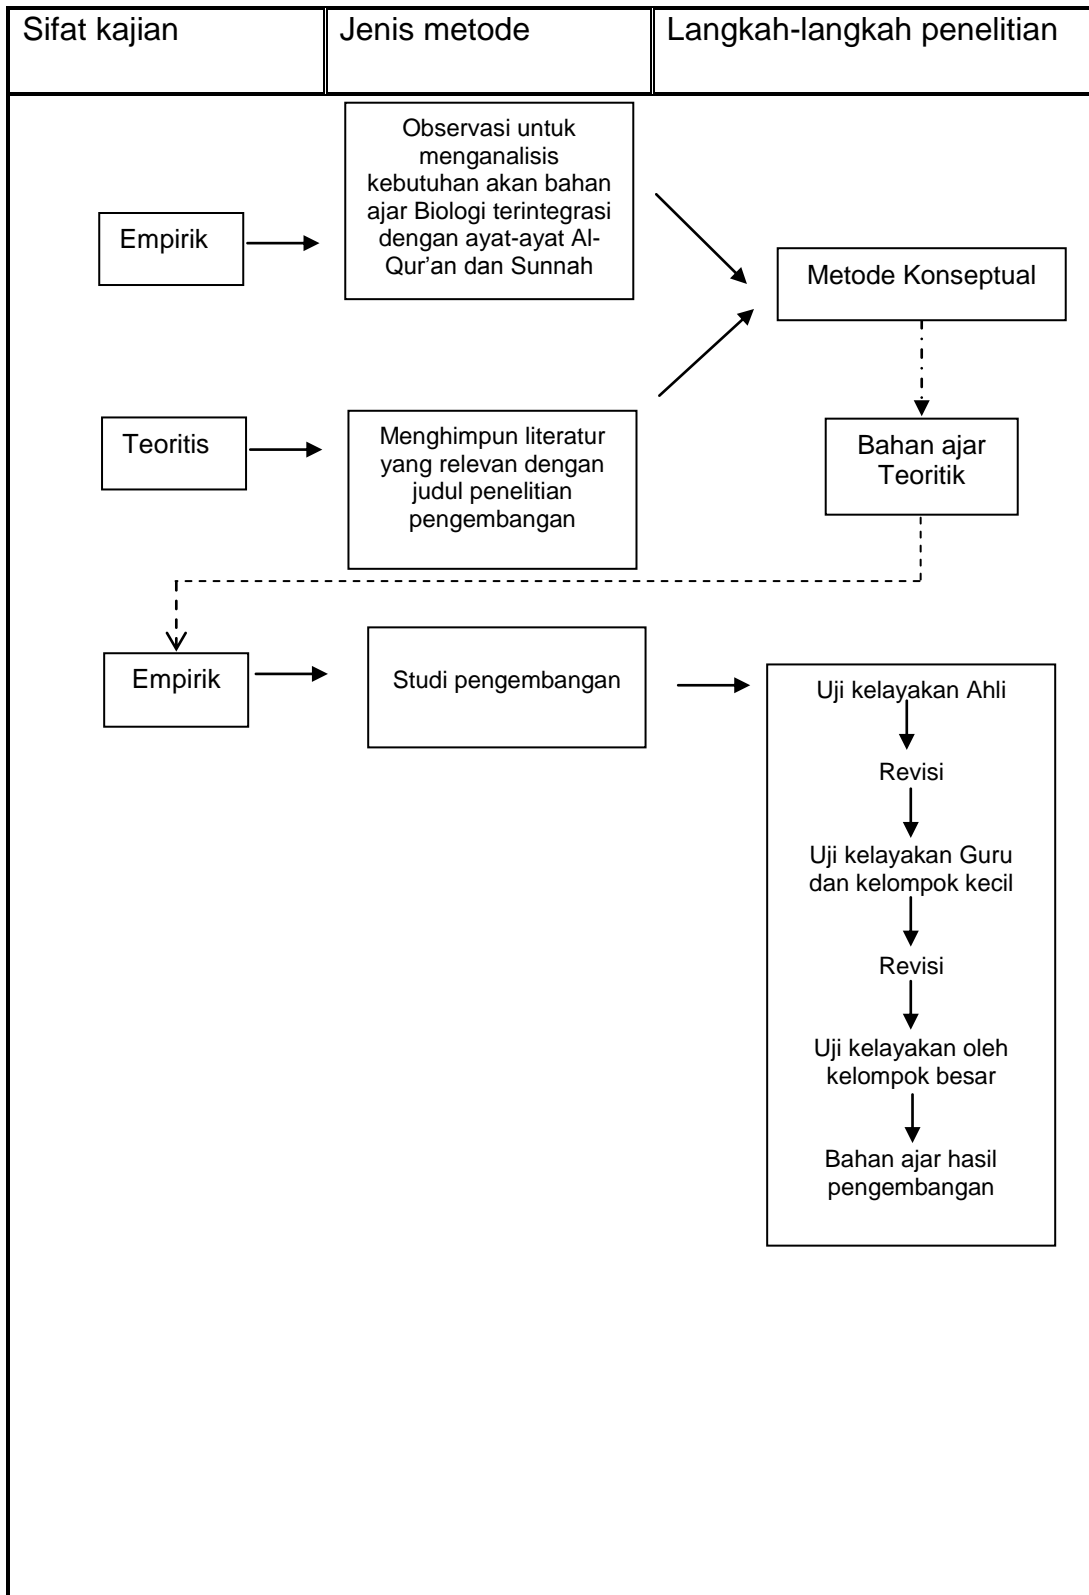 Sifat kajian
Jenis metode
Langkah-langkah penelitian
Empirik
Observasi untuk
menganalisis
kebutuhan akan bahan
ajar Biologi terintegrasi
dengan ayat-ayat Al-
Qur’an dan Sunnah
Metode Konseptual
Teoritis
Menghimpun literatur
yang relevan dengan
judul penelitian
pengembangan
Bahan ajar
Teoritik
Empirik
Studi pengembangan
Uji kelayakan Ahli
Revisi
Uji kelayakan Guru
dan kelompok kecil
Revisi
Uji kelayakan oleh
kelompok besar
Bahan ajar hasil
pengembangan